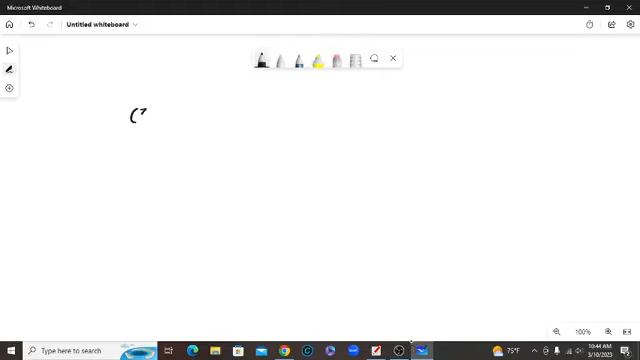 Microsoft Whiteboard
Untitled whiteboard
(
100%
Type here to search
75°F
10:44 AM
3/10/2023